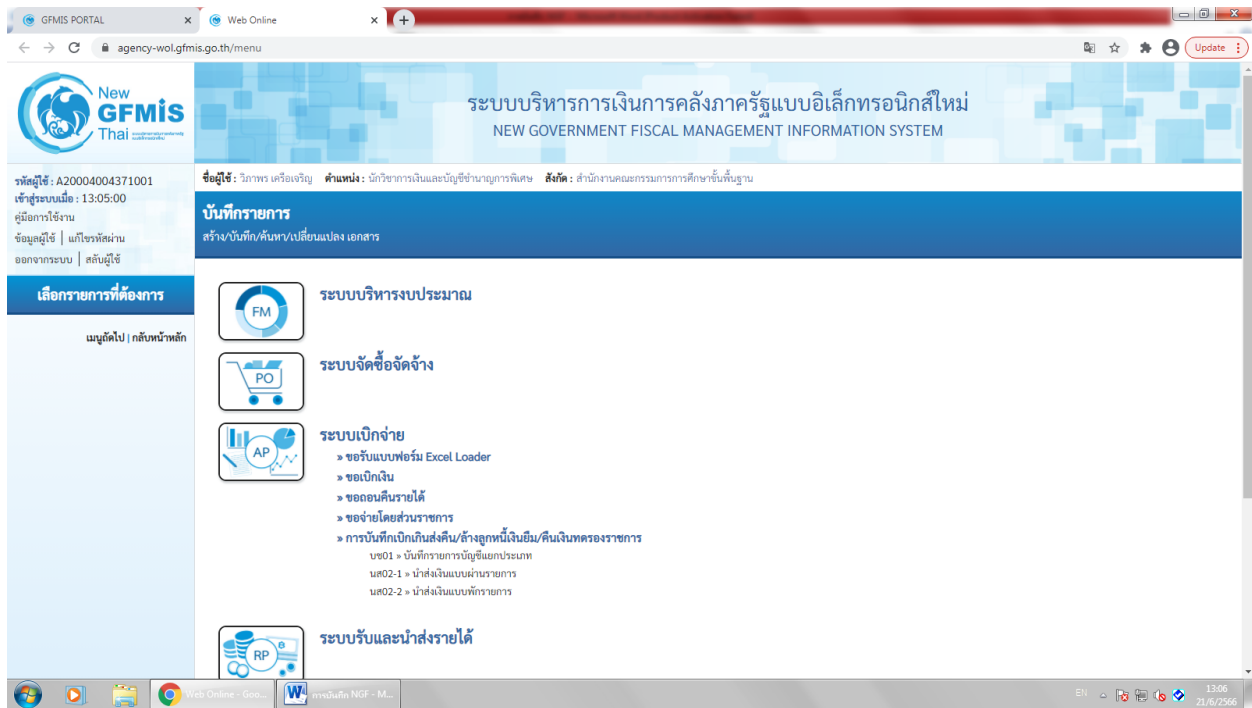 GFMIS PORTAL
Web Online
agency-wol.gfmis.go.th/menu
Update
New
GFMIS
Thai
ระบบบริหารการเงินการคลังภาครัฐแบบอิเล็กทรอนิกส์ใหม่
NEW GOVERNMENT FISCAL MANAGEMENT INFORMATION SYSTEM
รหัสผู้ใช้ : A20004004371001
เข้าสู่ระบบเมื่อ : 13:05:00
คู่มือการใช้งาน
ข้อมูลผู้ใช้ | แก้ไขรหัสผ่าน
ออกจากระบบ | สลับผู้ใช้
ชื่อผู้ใช้ : วิภาพร เครือเจริญ ตำแหน่ง : นักวิชาการเงินและบัญชีชำนาญการพิเศษ สังกัด : สำนักงานคณะกรรมการการศึกษาขั้นพื้นฐาน
บันทึกรายการ
สร้าง/บันทึก/ค้นหา/เปลี่ยนแปลง เอกสาร
เลือกรายการที่ต้องการ
เมนูถัดไป | กลับหน้าหลัก
FM
ระบบบริหารงบประมาณ
PO
ระบบจัดซื้อจัดจ้าง
AP
ระบบเบิกจ่าย
» ขอรับแบบฟอร์ม Excel Loader
» ขอเบิกเงิน
» ขอถอนคืนรายได้
» ขอจ่ายโดยส่วนราชการ
» การบันทึกเบิกเกินส่งคืน/ล้างลูกหนี้เงินยืม/คืนเงินทดรองราชการ
บช01 » บันทึกรายการบัญชีแยกประเภท
นส02-1 » นำส่งเงินแบบผ่านรายการ
นส02-2 » นำส่งเงินแบบพักรายการ
RP
ระบบรับและนำส่งรายได้
Web Online - Goo...
การบันทึก NGF - M...
EN
13:06
21/6/2566